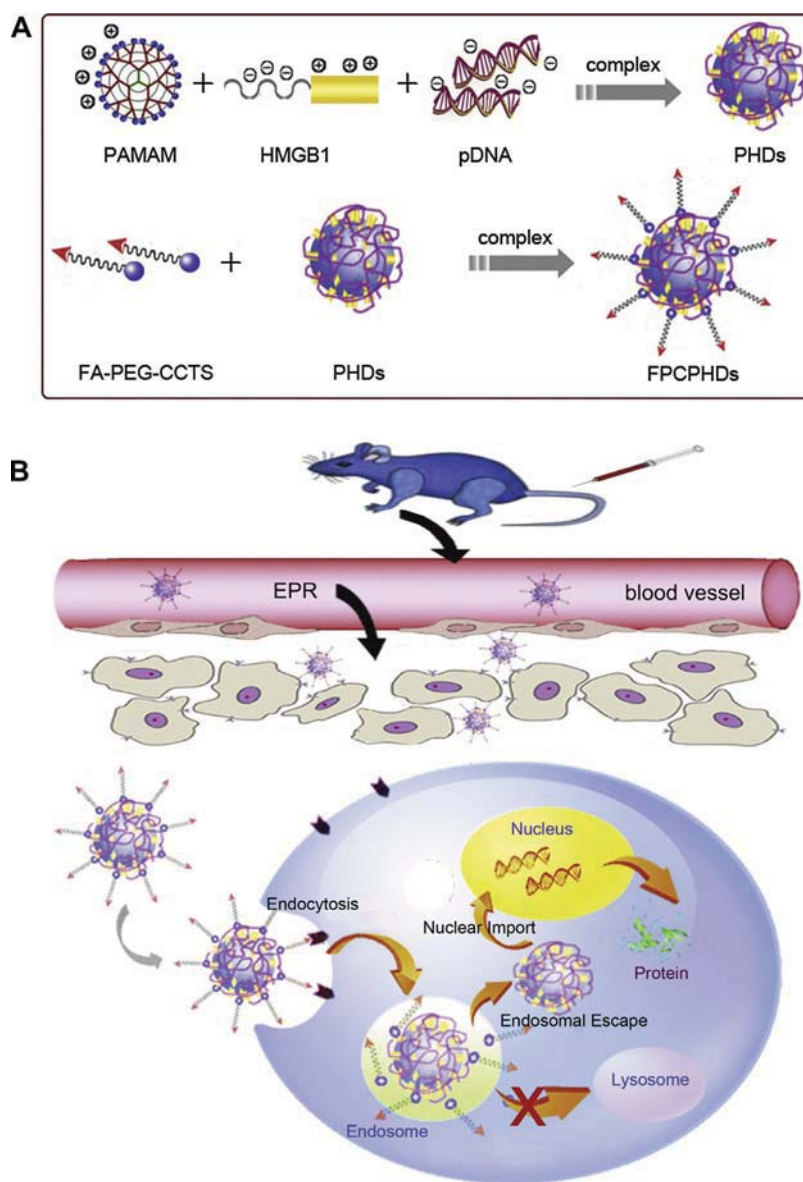 A
complex
PAMAM
HMGB1
pDNA
PHDs
complex
FA-PEG-CCTS
PHDs
FPCPHDs
B
EPR
blood vessel
Nucleus
Endocytosis
Nuclear Import
Protein
Endosomal Escape
Lysosome
Endosome